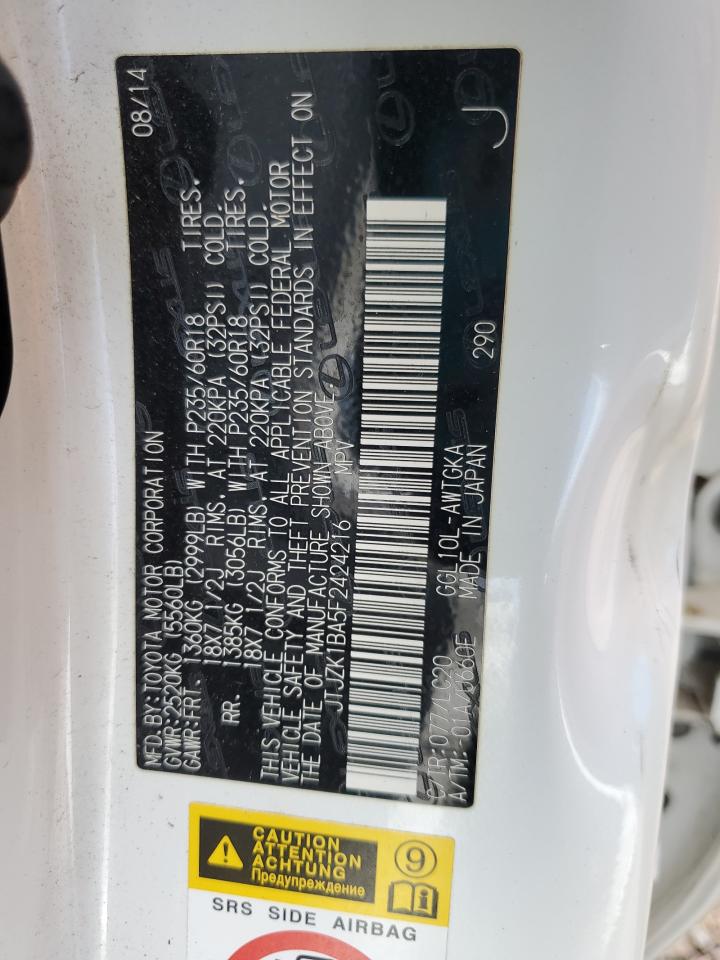 MFD. BY: TOYOTA MOTOR CORPORATION 08/14
GVWR: 2520KG (5560LB)
GAWR: FRT. 1360KG (2999LB) WITH P235/60R18 TIRES.
18X7 1/2J RIMS. AT 220KPA (32PSI) COLD.
RR. 1385KG (3056LB) WITH P235/60R18 TIRES.
18X7 1/2J RIMS AT 220KPA (32PSI) COLD.
THIS VEHICLE CONFORMS TO ALL APPLICABLE FEDERAL MOTOR
VEHICLE SAFETY AND THEFT PREVENTION STANDARDS IN EFFECT ON
THE DATE OF MANUFACTURE SHOWN ABOVE.
MPV
C/TR: 077/LC20 GGL10L-AWTGKA 290
A/TM: -01A/U660E MADE IN JAPAN J
CAUTION
ATTENTION
ACHTUNG
Предупреждение
9
i
SRS SIDE AIRBAG